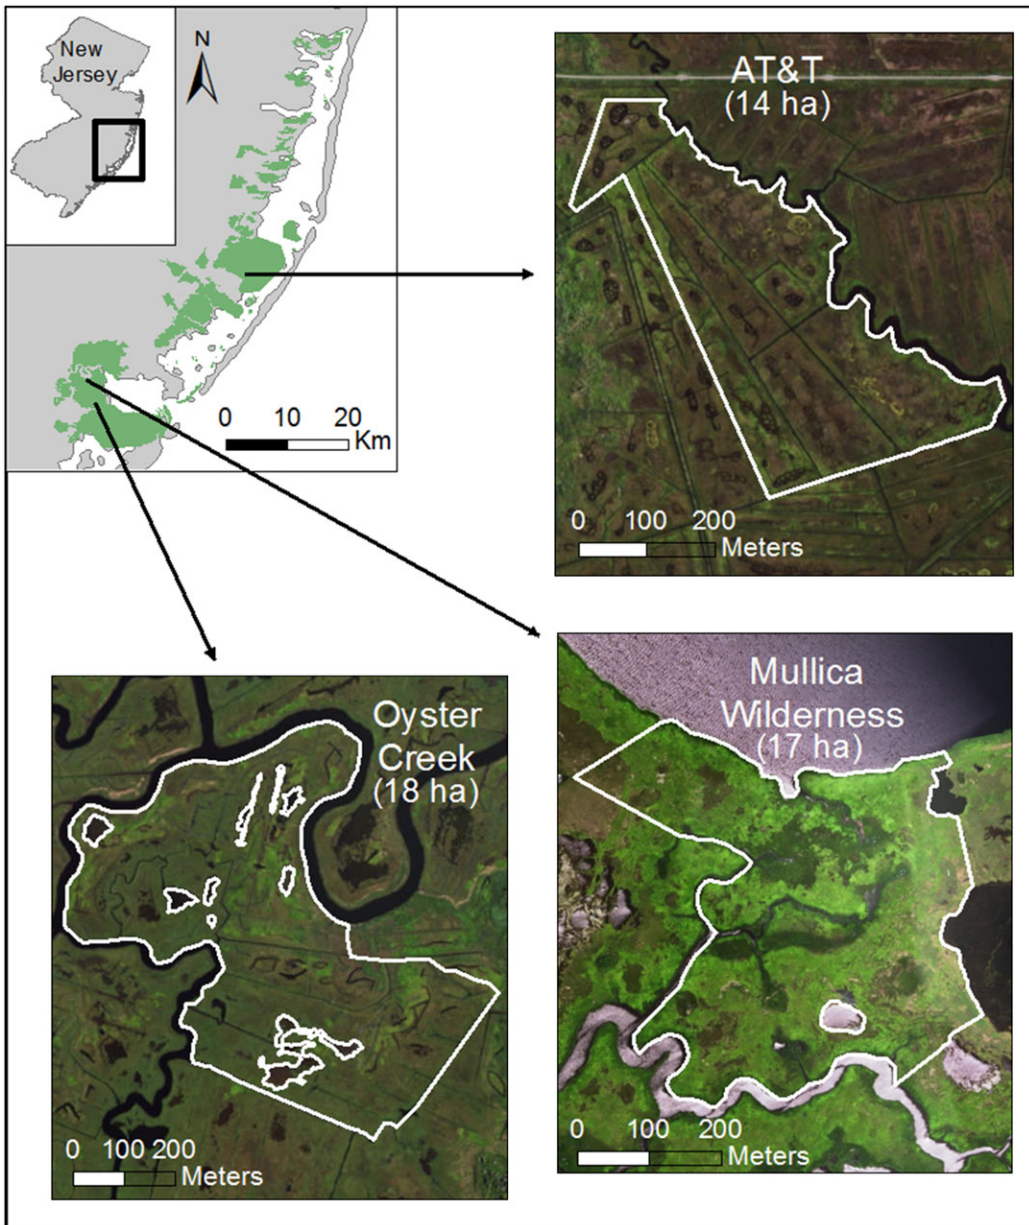 New
Jersey
N
0 10 20
Km
AT&T
(14 ha)
0 100 200
Meters
Oyster
Creek
(18 ha)
0 100 200
Meters
Mullica
Wilderness
(17 ha)
0 100 200
Meters